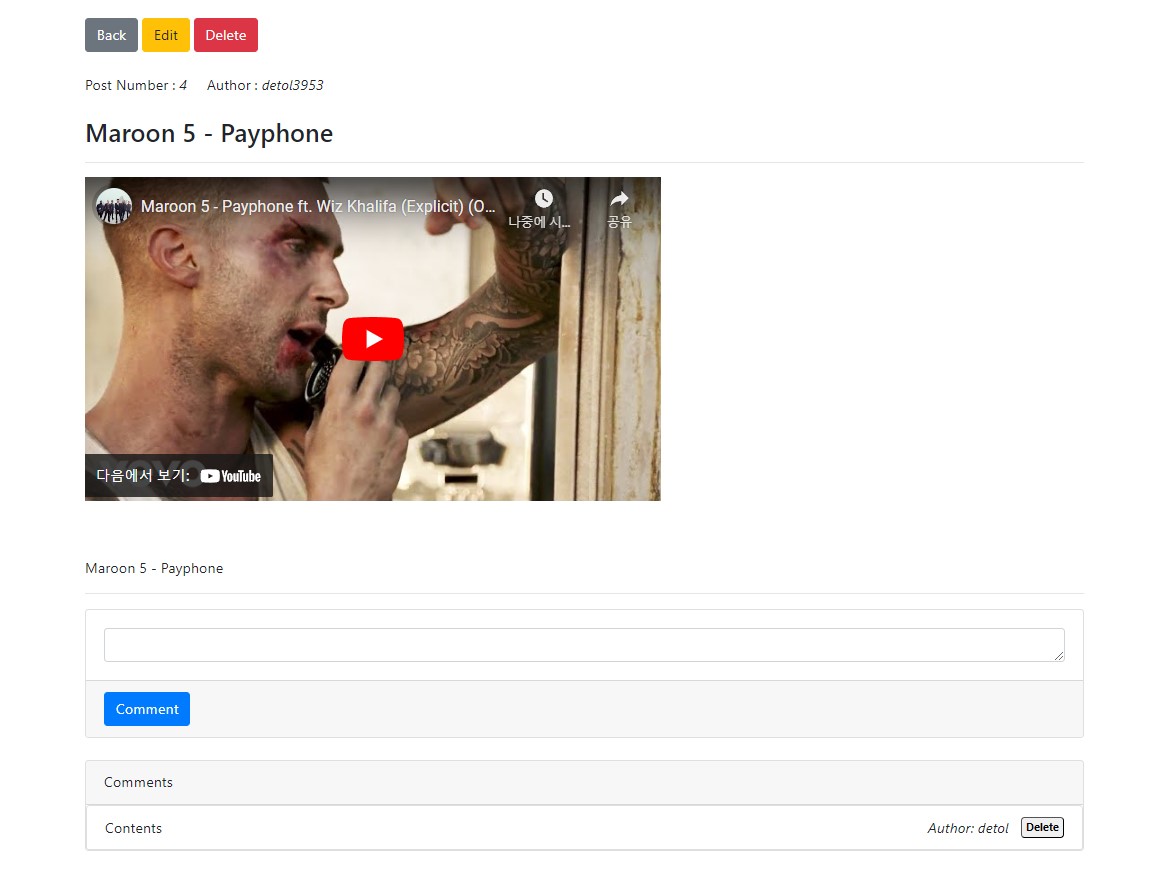 Back Edit Delete
Post Number : 4 Author : detol3953
Maroon 5 - Payphone
Maroon 5 - Payphone ft. Wiz Khalifa (Explicit) (O...
나중에 시...
공유
다음에서 보기: YouTube
Maroon 5 - Payphone
Comment
Comments
Contents Author: detol Delete